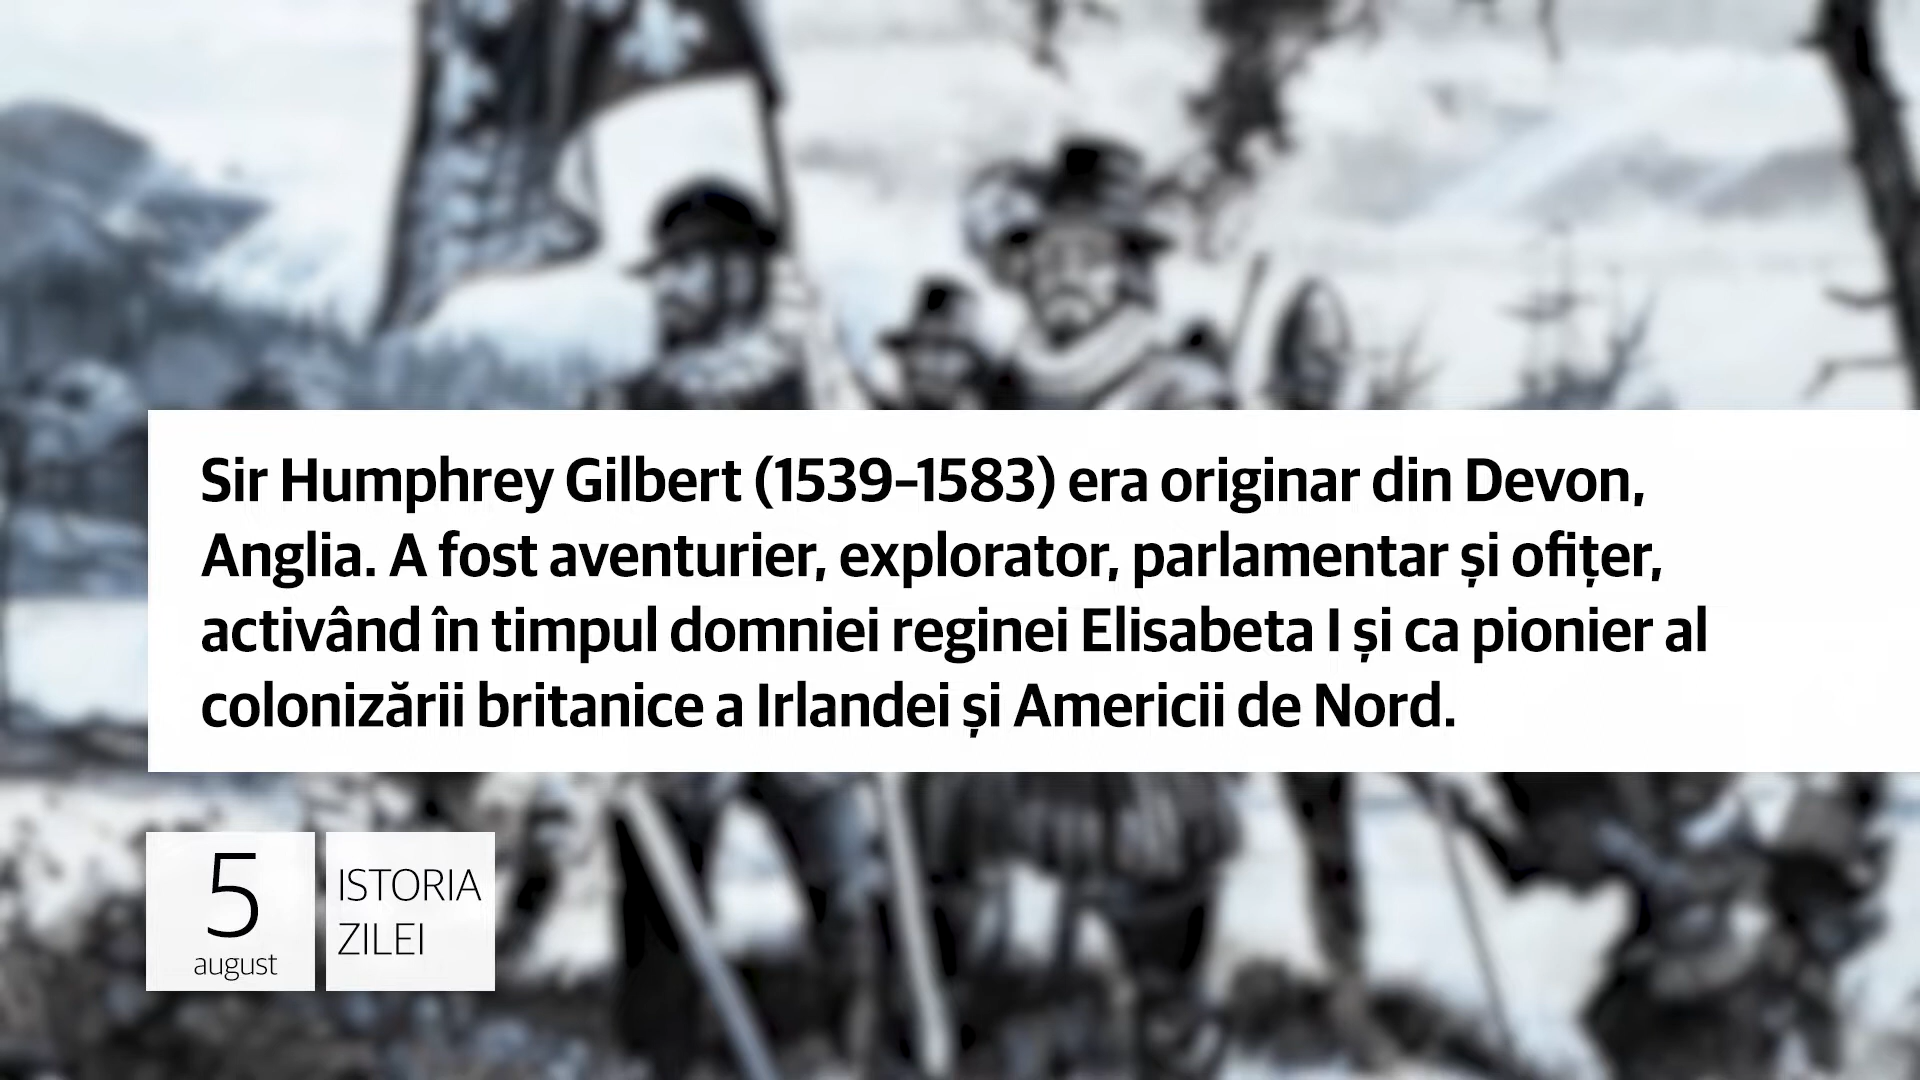 Sir Humphrey Gilbert (1539–1583) era originar din Devon,
Anglia. A fost aventurier, explorator, parlamentar și ofițer,
activând în timpul domniei reginei Elisabeta I și ca pionier al
colonizării britanice a Irlandei și Americii de Nord.
5
august
ISTORIA
ZILEI